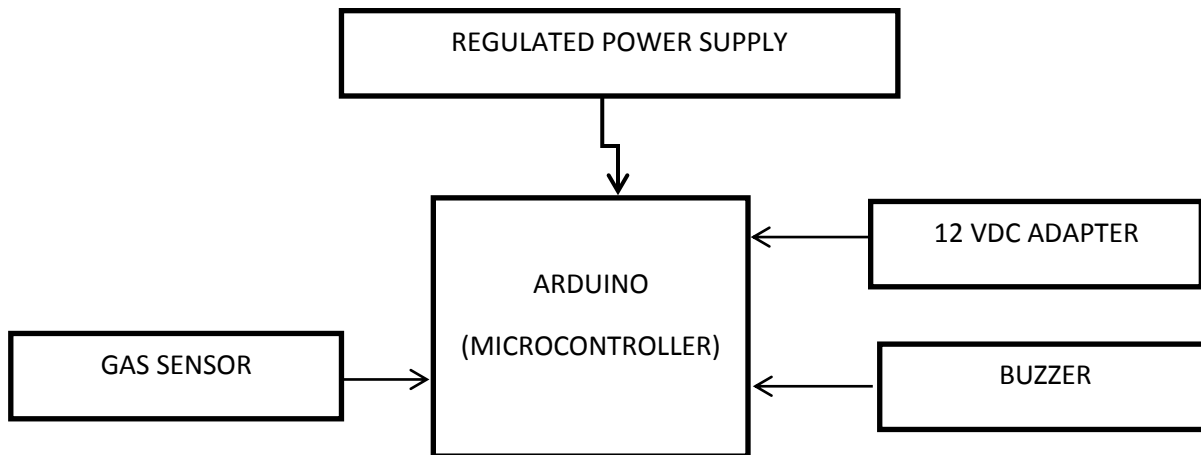 REGULATED POWER SUPPLY
12 VDC ADAPTER
ARDUINO
(MICROCONTROLLER)
GAS SENSOR
BUZZER